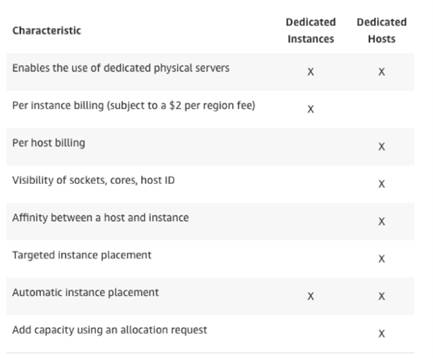 Characteristic Dedicated Instances Dedicated Hosts
Enables the use of dedicated physical servers X X
Per instance billing (subject to a $2 per region fee) X
Per host billing X
Visibility of sockets, cores, host ID X
Affinity between a host and instance X
Targeted instance placement X
Automatic instance placement X X
Add capacity using an allocation request X